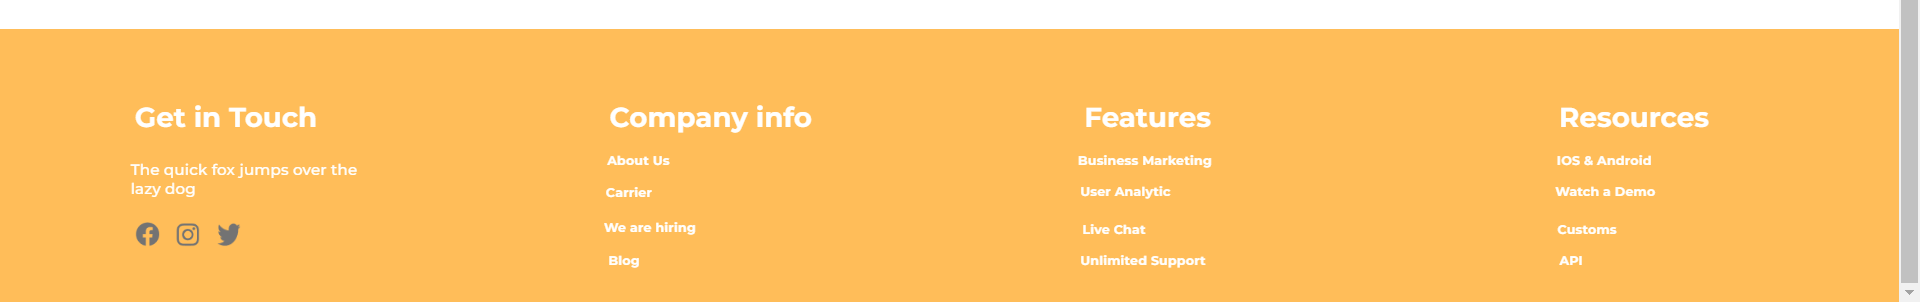 Get in Touch
The quick fox jumps over the
lazy dog
Company info
About Us
Carrier
We are hiring
Blog
Features
Business Marketing
User Analytic
Live Chat
Unlimited Support
Resources
IOS & Android
Watch a Demo
Customs
API